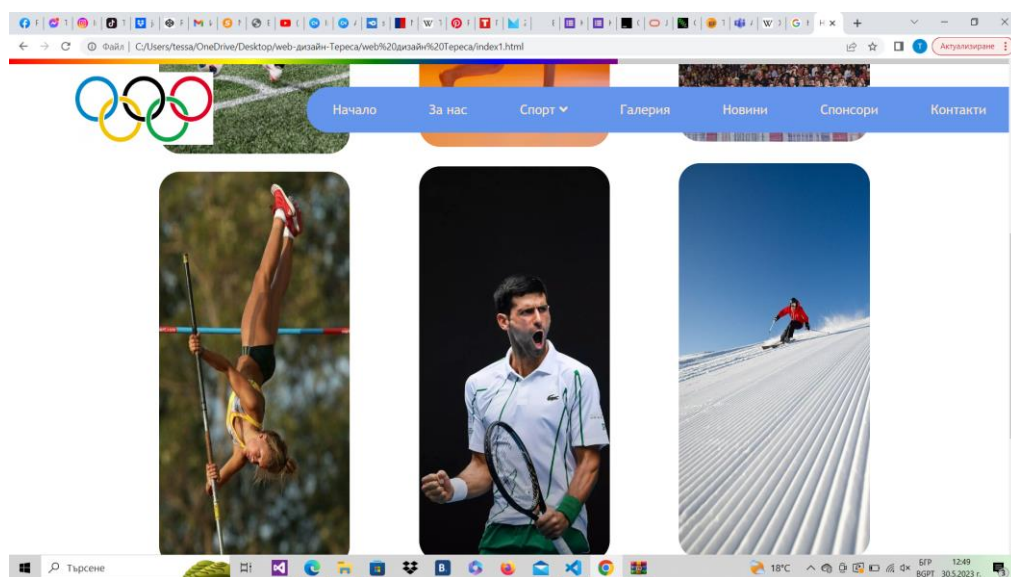 Файл | C:/Users/tessa/OneDrive/Desktop/web-дизайн-Тереса/web%20дизайн%20Тереса/index1.html
Актуализиране
Начало За нас Спорт Галерия Новини Спонсори Контакти
Търсене
18°C
БГР 12:49
BGPT 30.5.2023 г.